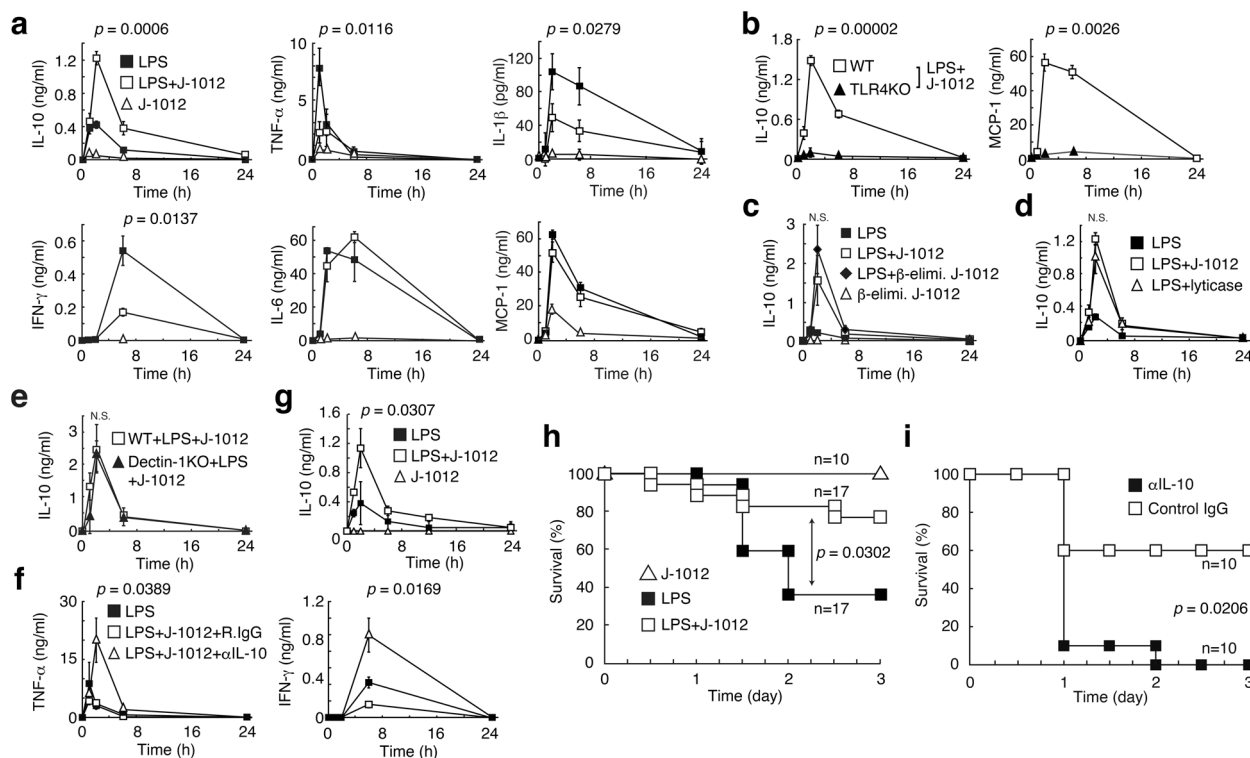 a
p = 0.0006
IL-10 (ng/ml)
1.2
0.8
0.4
0
LPS
LPS+J-1012
J-1012
0 8 16 24
Time (h)
p = 0.0116
TNF-α (ng/ml)
10
5
0
0 8 16 24
Time (h)
p = 0.0279
IL-1β (pg/ml)
160
120
80
40
0
0 8 16 24
Time (h)
p = 0.0137
IFN-γ (ng/ml)
0.6
0.4
0.2
0
0 8 16 24
Time (h)
IL-6 (ng/ml)
60
40
20
0
0 8 16 24
Time (h)
MCP-1 (ng/ml)
60
40
20
0
0 8 16 24
Time (h)
b
p = 0.00002
IL-10 (ng/ml)
1.8
1.2
0.6
0
WT
TLR4KO
LPS+
J-1012
0 8 16 24
Time (h)
p = 0.0026
MCP-1 (ng/ml)
60
40
20
0
0 8 16 24
Time (h)
c
N.S.
IL-10 (ng/ml)
3
2
1
0
LPS
LPS+J-1012
LPS+β-elimi. J-1012
β-elimi. J-1012
0 8 16 24
Time (h)
d
N.S.
IL-10 (ng/ml)
1.2
0.8
0.4
0
LPS
LPS+J-1012
LPS+lyticase
0 8 16 24
Time (h)
e
N.S.
IL-10 (ng/ml)
3
2
1
0
WT+LPS+J-1012
Dectin-1KO+LPS
+J-1012
0 8 16 24
Time (h)
g
p = 0.0307
IL-10 (ng/ml)
1.6
1.2
0.8
0.4
0
LPS
LPS+J-1012
J-1012
0 8 16 24
Time (h)
f
p = 0.0389
TNF-α (ng/ml)
30
20
10
0
LPS
LPS+J-1012+R.IgG
LPS+J-1012+αIL-10
0 8 16 24
Time (h)
p = 0.0169
IFN-γ (ng/ml)
1.2
0.8
0.4
0
0 8 16 24
Time (h)
h
Survival (%)
100
80
60
40
20
0
n=10
n=17
p = 0.0302
n=17
J-1012
LPS
LPS+J-1012
0 1 2 3
Time (day)
i
Survival (%)
100
80
60
40
20
0
αIL-10
Control IgG
n=10
p = 0.0206
n=10
0 1 2 3
Time (day)